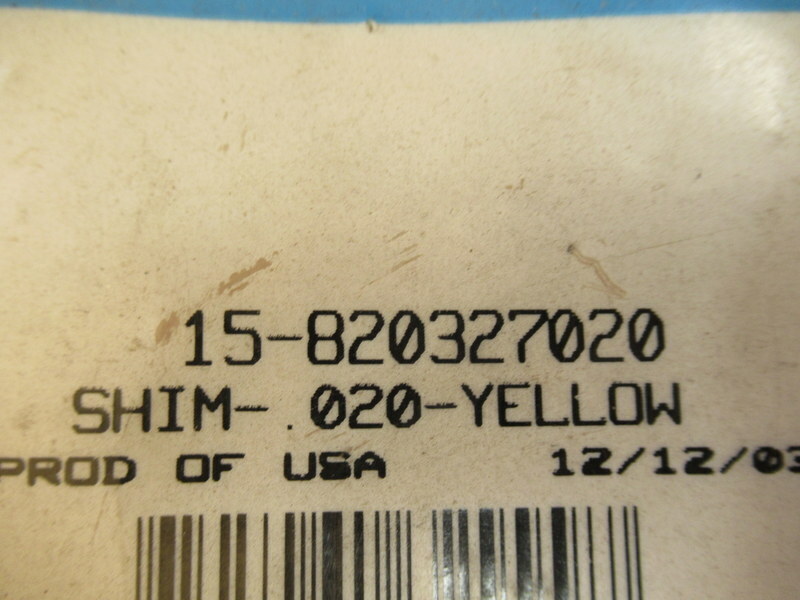 15-820327020
SHIM-.020-YELLOW
PROD OF USA 12/12/03